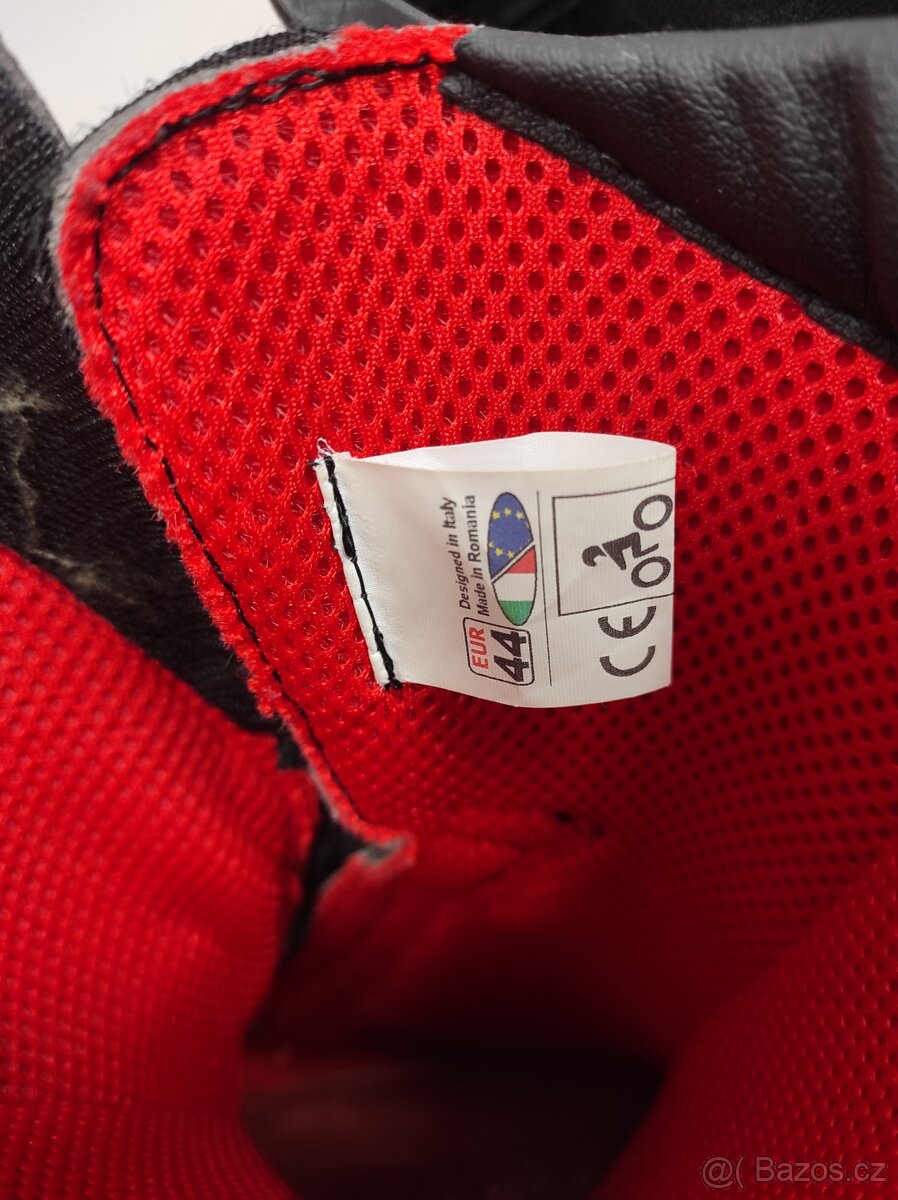 Designed in Italy
Made in Romania
EUR
44
CE
@( Bazos.cz